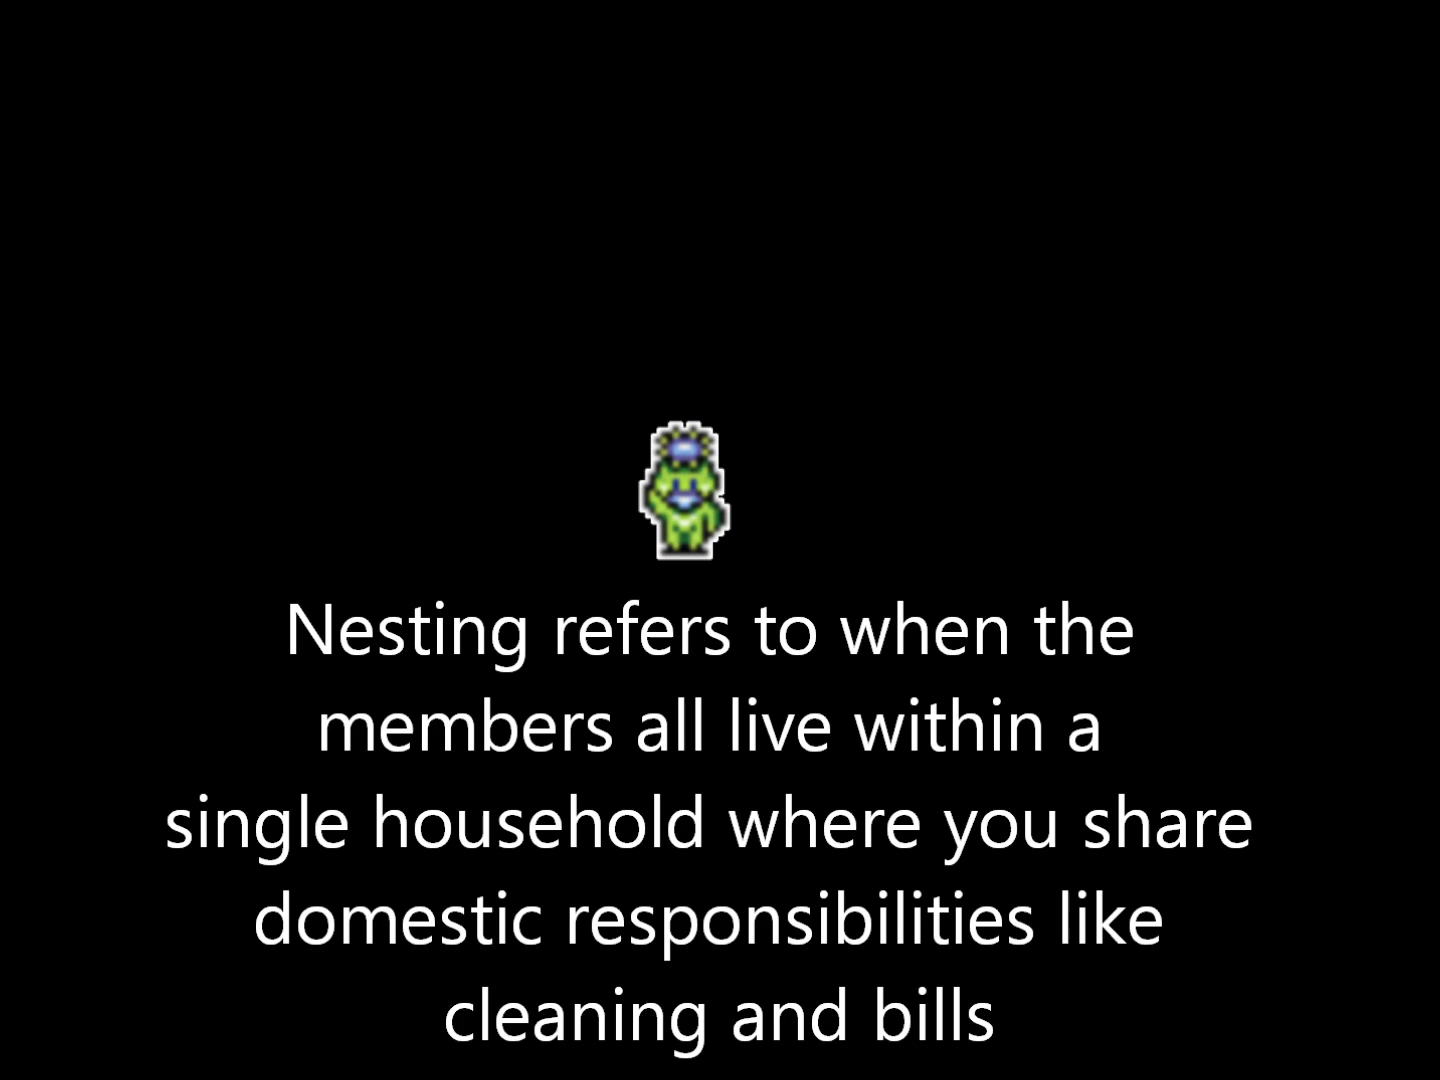 Nesting refers to when the
members all live within a
single household where you share
domestic responsibilities like
cleaning and bills